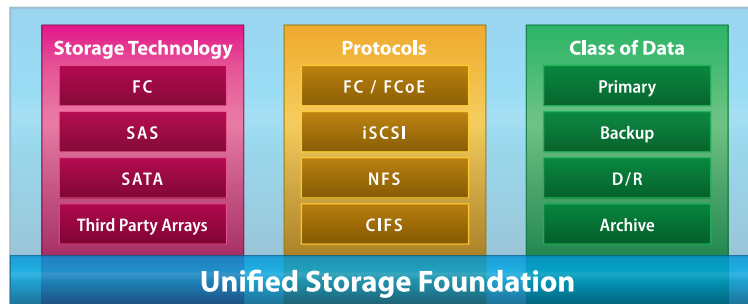 Storage Technology
FC
SAS
SATA
Third Party Arrays
Protocols
FC / FCoE
iSCSI
NFS
CIFS
Class of Data
Primary
Backup
D/R
Archive
Unified Storage Foundation